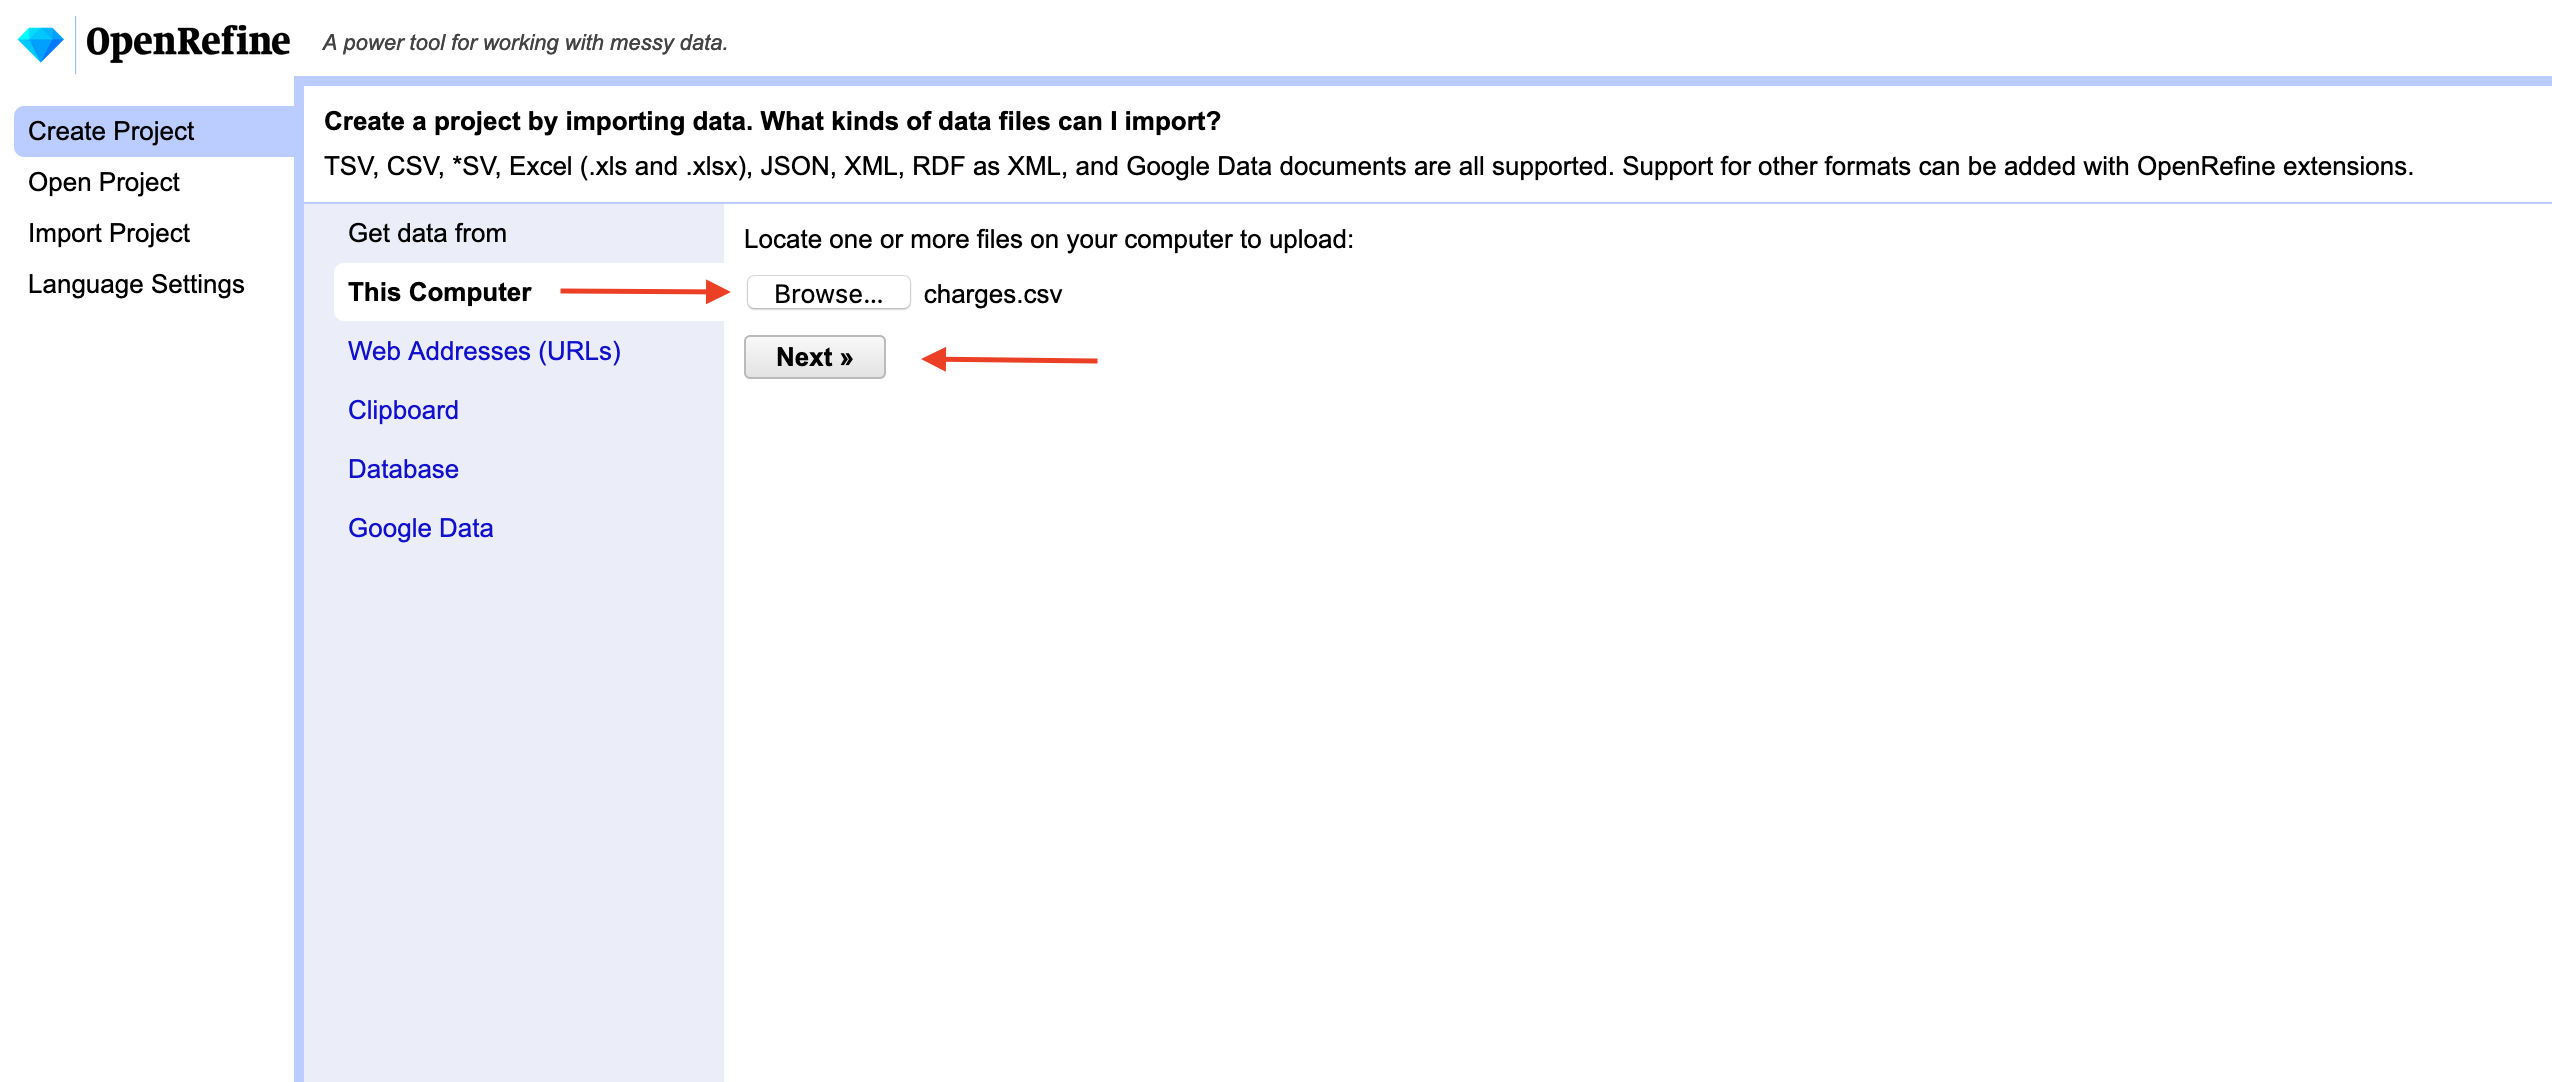 OpenRefine
A power tool for working with messy data.
Create Project
Open Project
Import Project
Language Settings
Create a project by importing data. What kinds of data files can I import?
TSV, CSV, *SV, Excel (.xls and .xlsx), JSON, XML, RDF as XML, and Google Data documents are all supported. Support for other formats can be added with OpenRefine extensions.
Get data from
This Computer
Web Addresses (URLs)
Clipboard
Database
Google Data
Locate one or more files on your computer to upload:
Browse... charges.csv
Next »